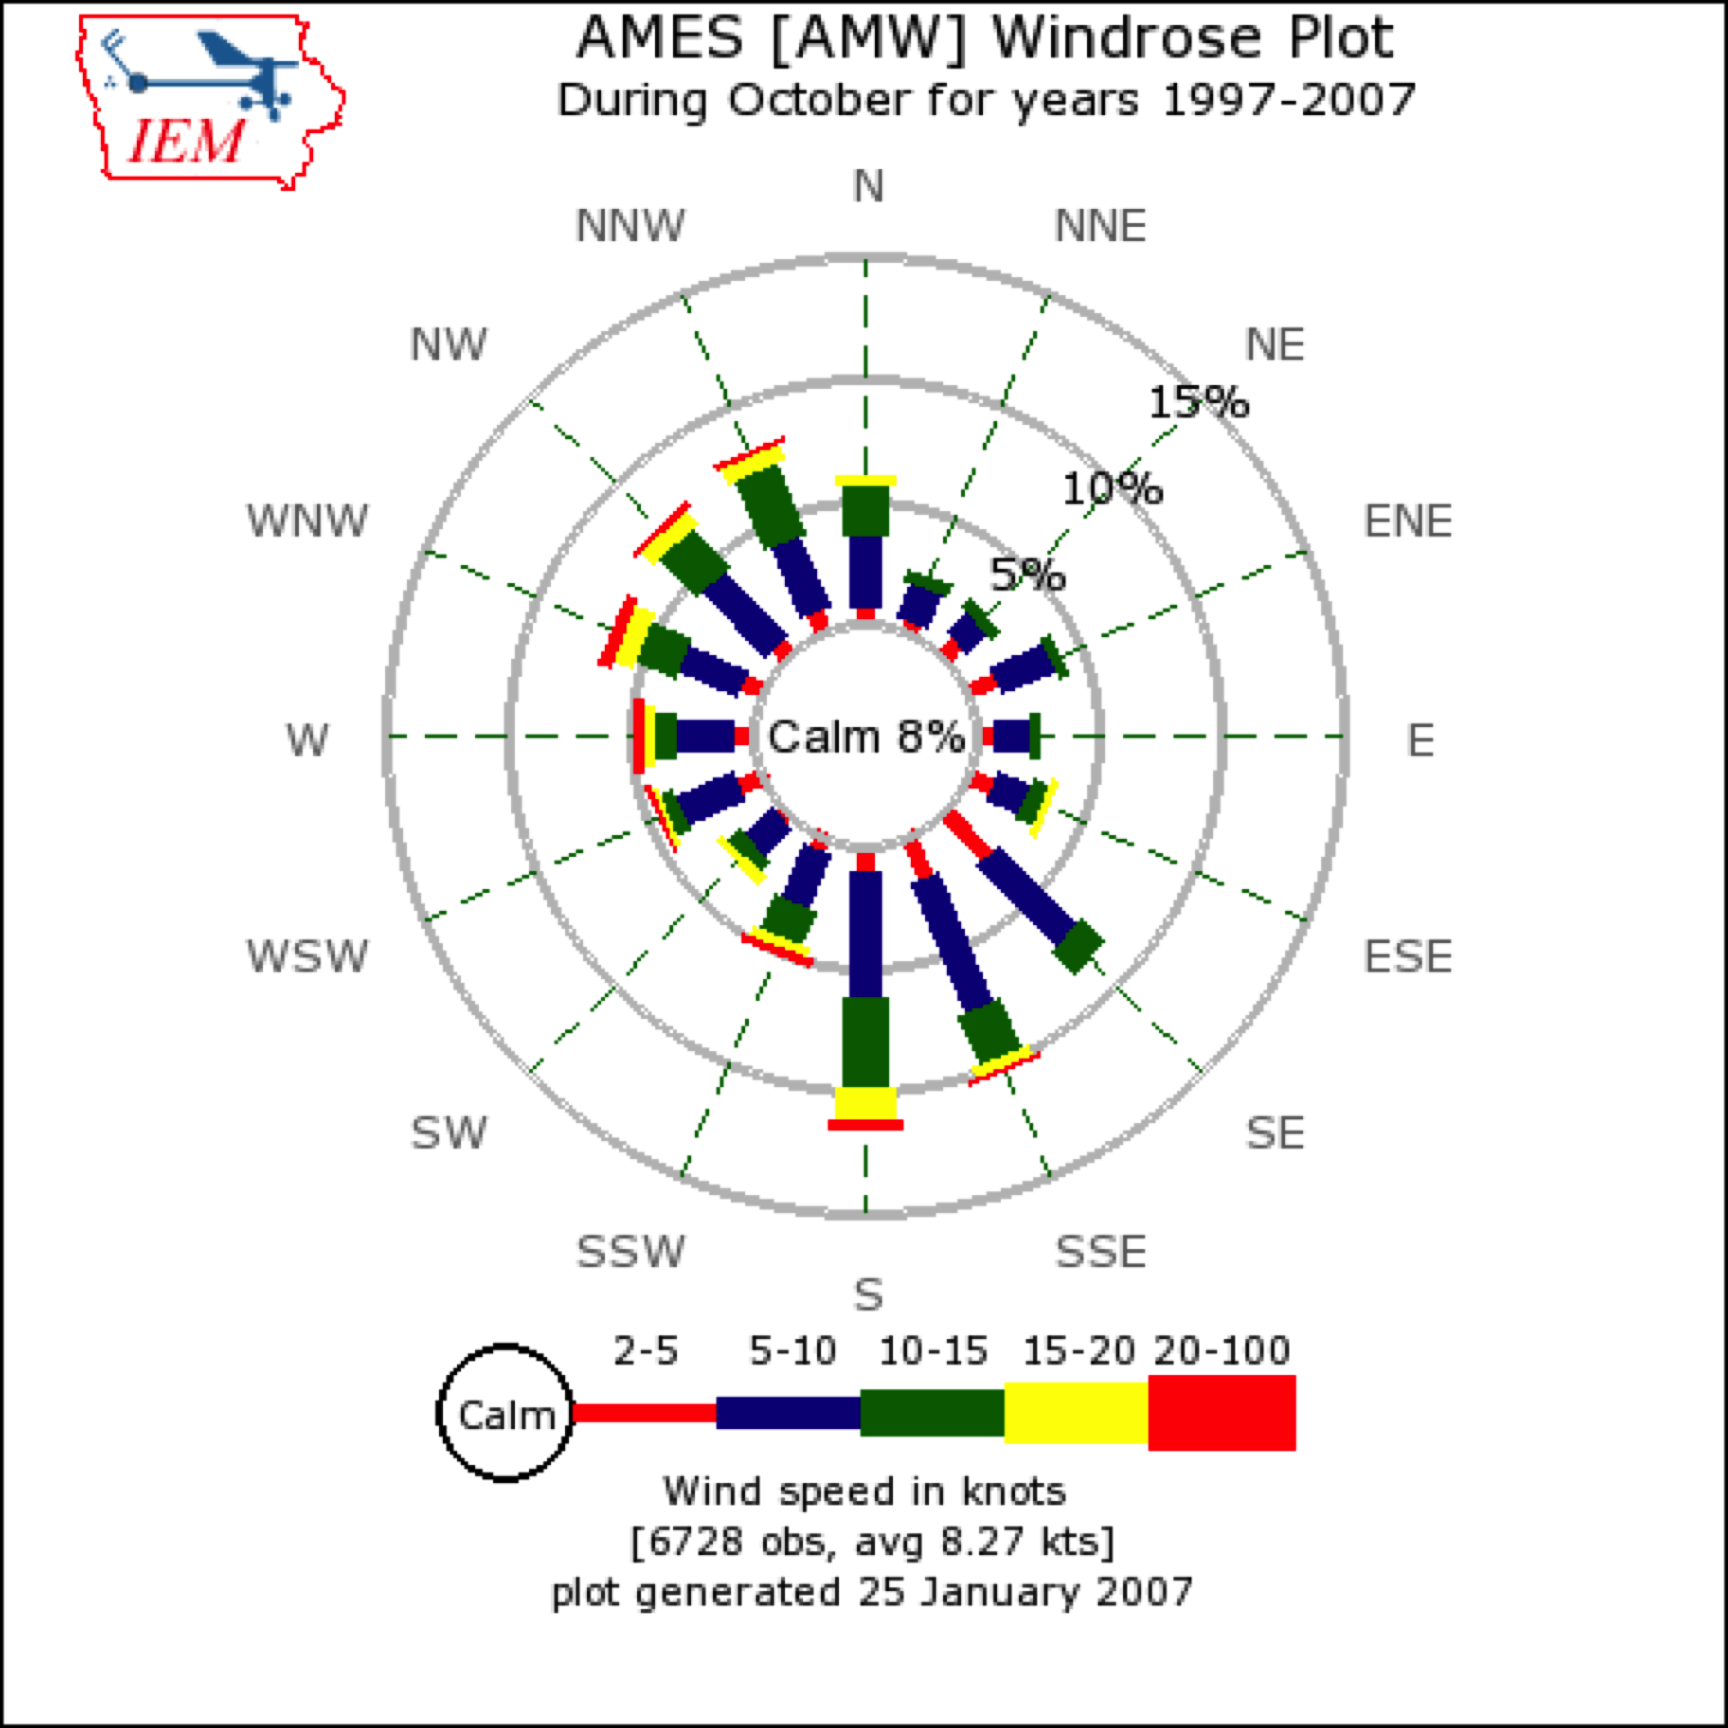 IEM
AMES [AMW] Windrose Plot
During October for years 1997-2007
N
NNW
NNE
NW
NE
15%
10%
WNW
ENE
5%
W
Calm 8%
E
WSW
ESE
SW
SE
SSW
SSE
S
2-5 5-10 10-15 15-20 20-100
Calm
Wind speed in knots
[6728 obs, avg 8.27 kts]
plot generated 25 January 2007